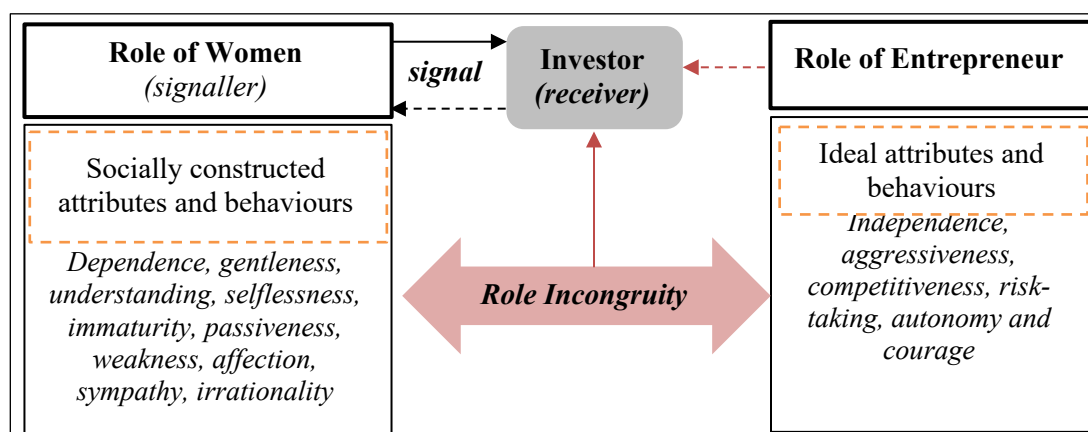 Role of Women
(signaller)
signal
Investor
(receiver)
Role of Entrepreneur
Socially constructed
attributes and behaviours
Dependence, gentleness,
understanding, selflessness,
immaturity, passiveness,
weakness, affection,
sympathy, irrationality
Role Incongruity
Ideal attributes and
behaviours
Independence,
aggressiveness,
competitiveness, risk-
taking, autonomy and
courage